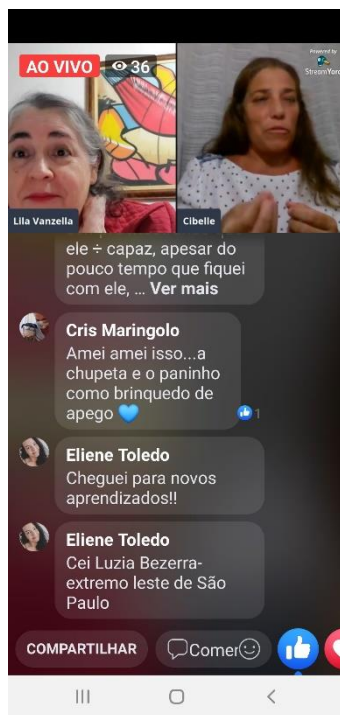 AO VIVO
36
Powered by
StreamYard
Lila Vanzella
Cibelle
ele ÷ capaz, apesar do
pouco tempo que fiquei
com ele, ... Ver mais
Cris Maringolo
Amei amei isso...a
chupeta e o paninho
como brinquedo de
apego 💙
1
Eliene Toledo
Cheguei para novos
aprendizados!!
Eliene Toledo
Cei Luzia Bezerra-
extremo leste de São
Paulo
COMPARTILHAR
Comer